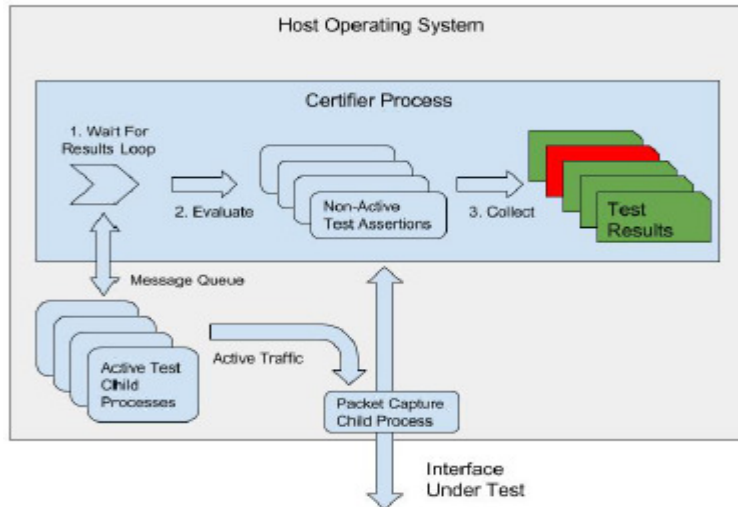 Host Operating System
Certifier Process
1. Wait For
Results Loop
2. Evaluate
Non-Active
Test Assertions
3. Collect
Test
Results
Message Queue
Active Test
Clhild
Processes
Active Traffic
Packet Capture
Child Process
Interface
Under Test